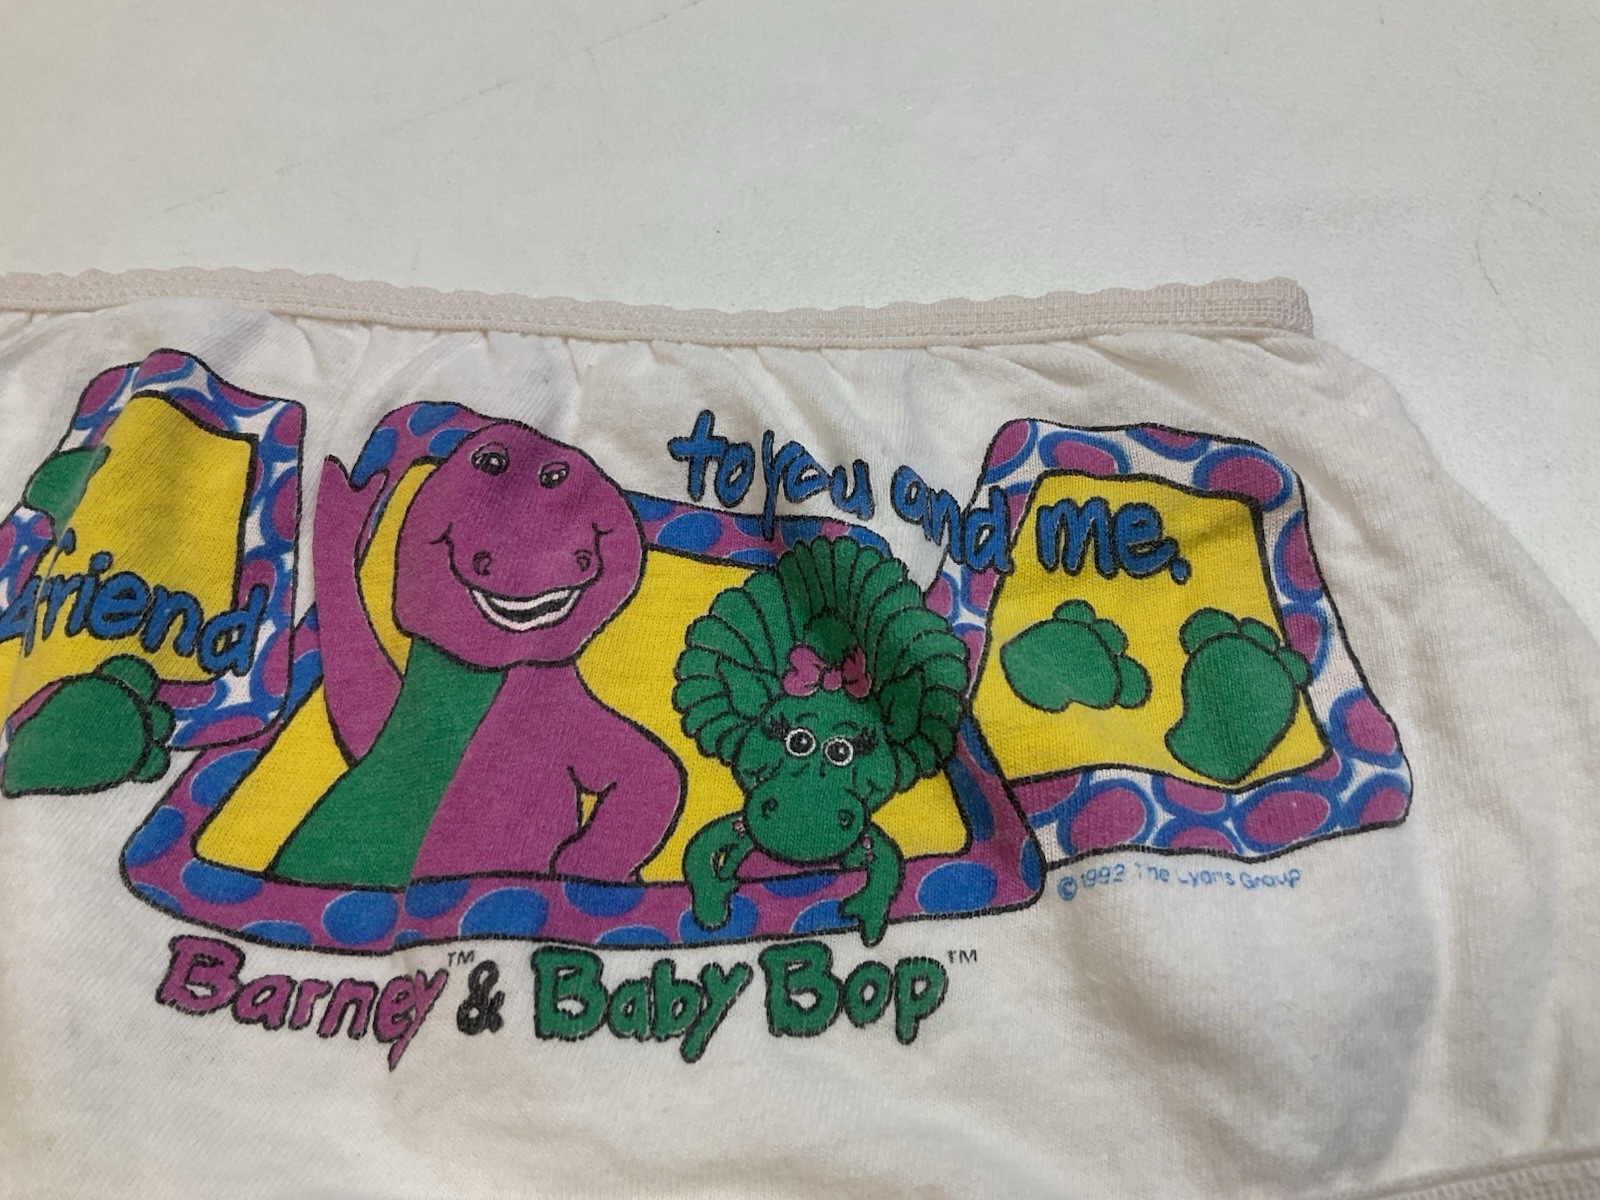 friend
to you and me.
©1992 The Lyons Group
Barney™ & Baby Bop™